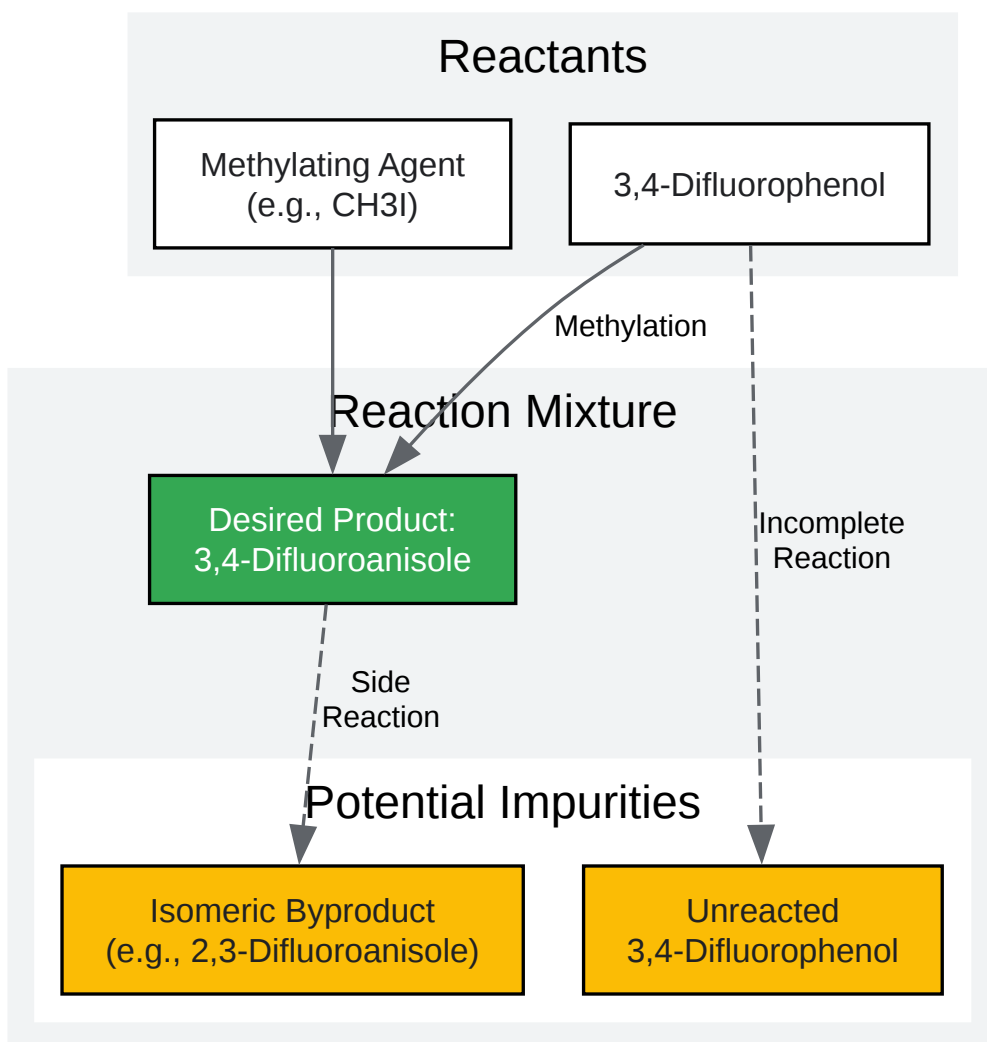 Reactants
Methylating Agent
(e.g., CH3I)
3,4-Difluorophenol
Methylation
Reaction Mixture
Desired Product:
3,4-Difluoroanisole
Incomplete
Reaction
Side
Reaction
Potential Impurities
Isomeric Byproduct
(e.g., 2,3-Difluoroanisole)
Unreacted
3,4-Difluorophenol